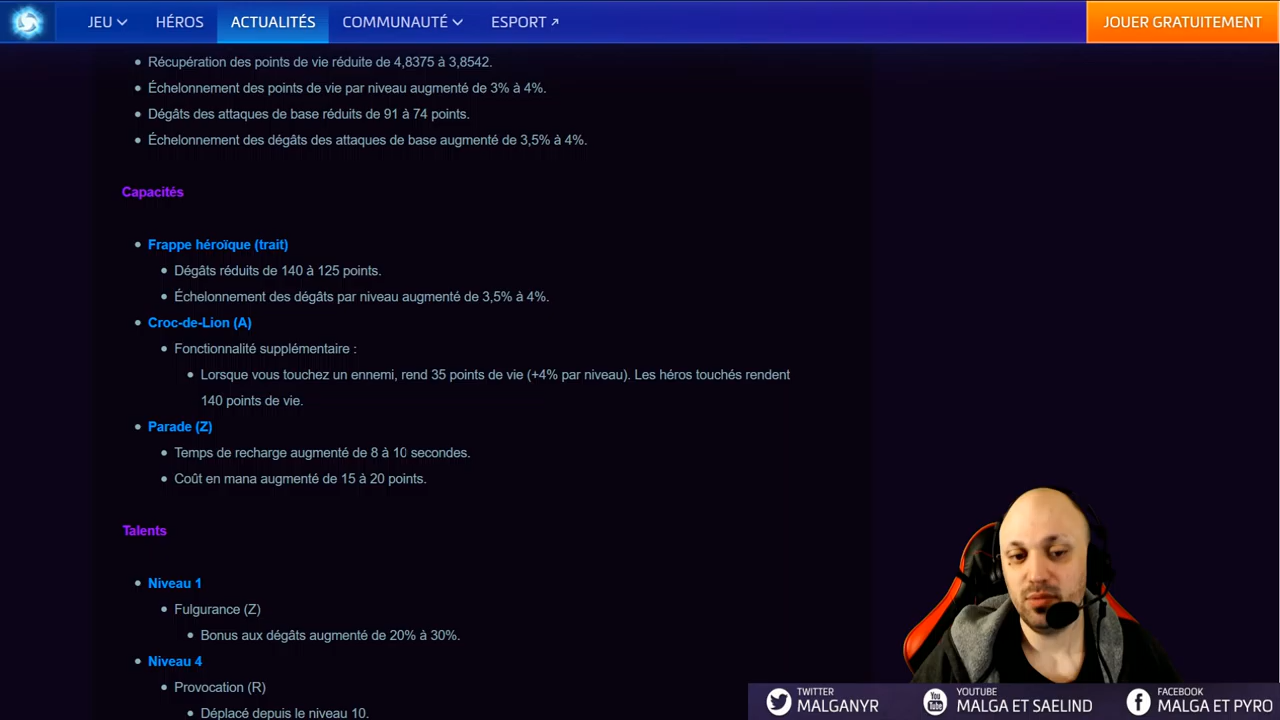 JEU HÉROS ACTUALITÉS COMMUNAUTÉ ESPORT JOUER GRATUITEMENT
Récupération des points de vie réduite de 4,8375 à 3,8542.
Échelonnement des points de vie par niveau augmenté de 3% à 4%.
Dégâts des attaques de base réduits de 91 à 74 points.
Échelonnement des dégâts des attaques de base augmenté de 3,5% à 4%.
Capacités
Frappe héroïque (trait)
Dégâts réduits de 140 à 125 points.
Échelonnement des dégâts par niveau augmenté de 3,5% à 4%.
Croc-de-Lion (A)
Fonctionnalité supplémentaire :
Lorsque vous touchez un ennemi, rend 35 points de vie (+4% par niveau). Les héros touchés rendent
140 points de vie.
Parade (Z)
Temps de recharge augmenté de 8 à 10 secondes.
Coût en mana augmenté de 15 à 20 points.
Talents
Niveau 1
Fulgurance (Z)
Bonus aux dégâts augmenté de 20% à 30%.
Niveau 4
Provocation (R)
Déplacé depuis le niveau 10.
TWITTER
MALGANYR
YOUTUBE
MALGA ET SAELIND
FACEBOOK
MALGA ET PYRO